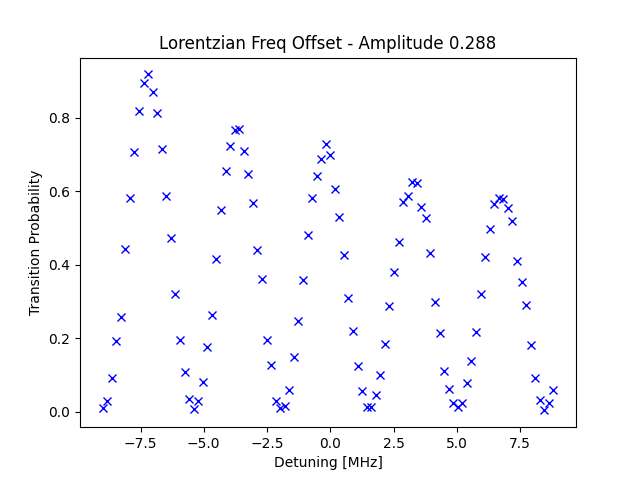 Lorentzian Freq Offset - Amplitude 0.288
Transition Probability
0.8
0.6
0.4
0.2
0.0
−7.5 −5.0 −2.5 0.0 2.5 5.0 7.5
Detuning [MHz]